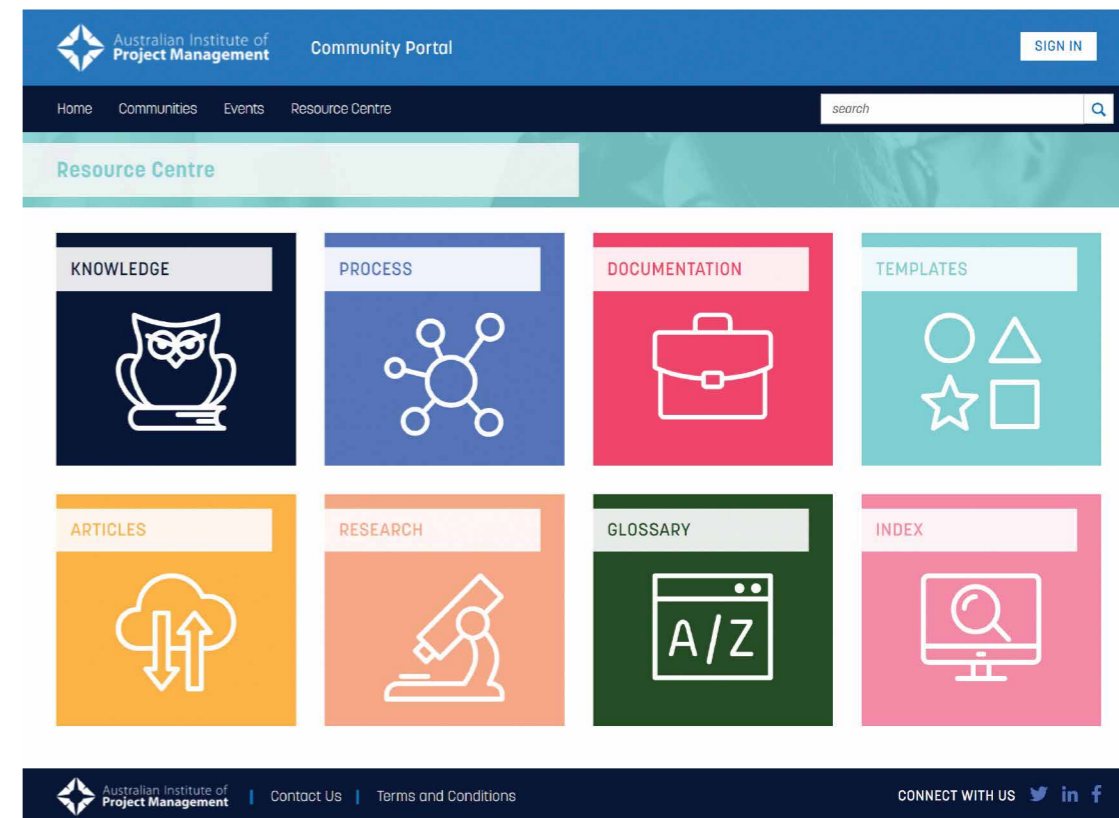 Australian Institute of
Project Management
Community Portal
SIGN IN
Home Communities Events Resource Centre
search
Resource Centre
KNOWLEDGE
PROCESS
DOCUMENTATION
TEMPLATES
ARTICLES
RESEARCH
GLOSSARY
INDEX
A/Z
Australian Institute of
Project Management
| Contact Us | Terms and Conditions
CONNECT WITH US